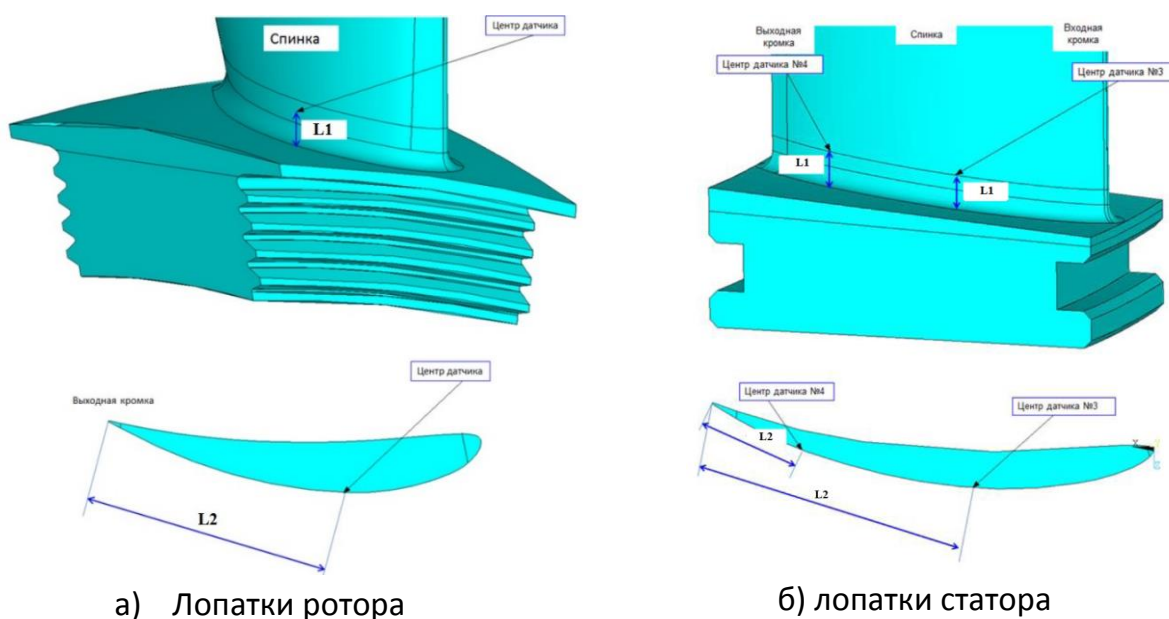 Спинка
Центр датчика
L1
Выходная кромка
Центр датчика
L2
а) Лопатки ротора
Выходная
кромка
Спинка
Входная
кромка
Центр датчика №4
Центр датчика №3
L1
L1
Центр датчика №4
Центр датчика №3
L2
L2
X
б) лопатки статора